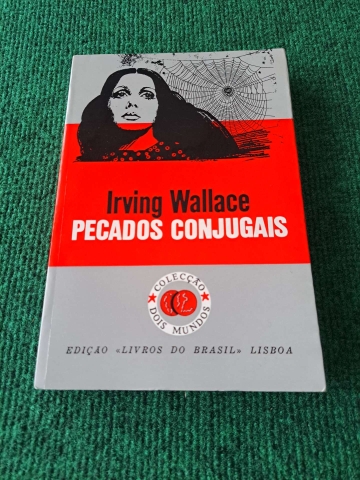 Irving Wallace
PECADOS CONJUGAIS
COLECÇÃO
DOIS MUNDOS
EDIÇÃO «LIVROS DO BRASIL» LISBOA